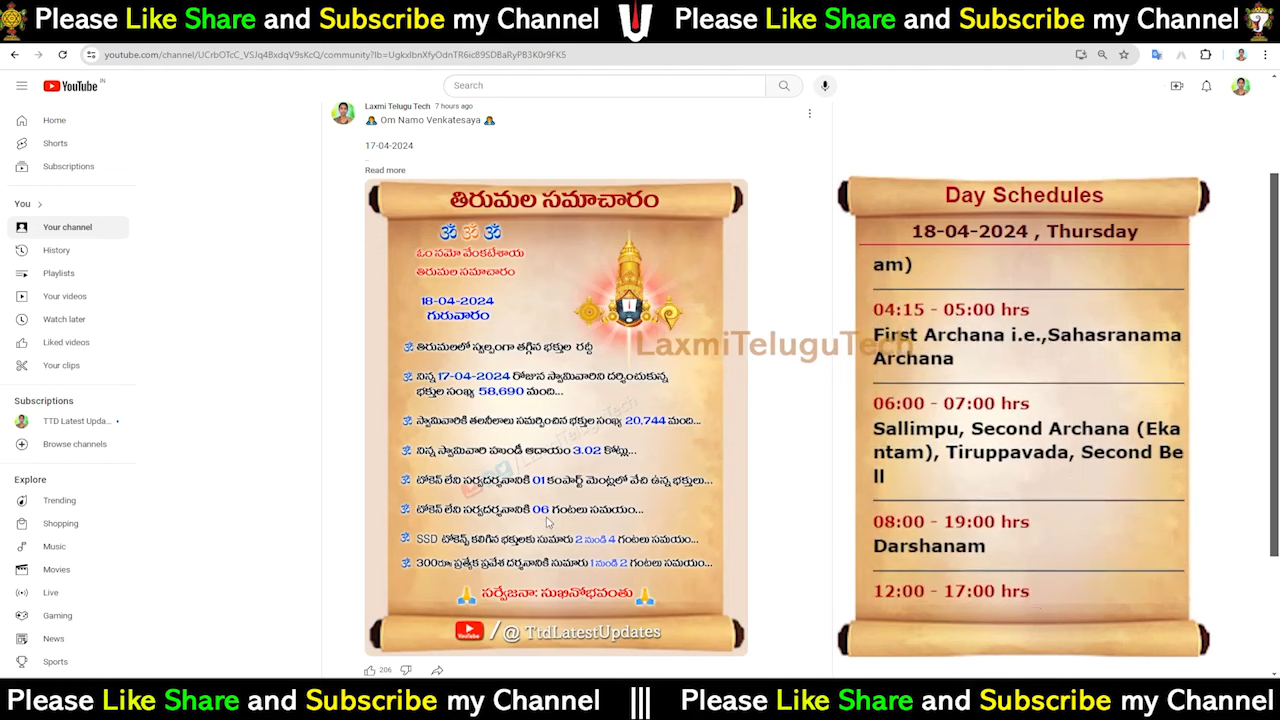 Please Like Share and Subscribe my Channel
Please Like Share and Subscribe my Channel
youtube.com/channel/UCrbOTcC_VSJq4BxdqV9sKcQ/community?lb=UgkxlbnXfyOdnTR6ic89SDBaRyPB3K0r9FK5
YouTube IN
Search
Home
Shorts
Subscriptions
You
Your channel
History
Playlists
Your videos
Watch later
Liked videos
Your clips
Subscriptions
TTD Latest Upda...
Browse channels
Explore
Trending
Shopping
Music
Movies
Live
Gaming
News
Sports
Laxmi Telugu Tech 7 hours ago
Om Namo Venkatesaya
17-04-2024
..
Read more
తిరుమల సమాచారం
ॐ ॐ ॐ
ఓం నమో వేంకటేశాయ
తిరుమల సమాచారం
18-04-2024
గురువారం
ॐ తిరుమలలో స్వల్పంగా తగ్గిన భక్తుల రద్దీ
ॐ నిన్న 17-04-2024 రోజున స్వామివారిని దర్శించుకున్న
భక్తుల సంఖ్య 58,690 మంది...
ॐ స్వామివారికి తలనీలాలు సమర్పించిన భక్తుల సంఖ్య 20,744 మంది...
ॐ నిన్న స్వామివారి హుండీ ఆదాయం 3.02 కోట్లు...
ॐ టోకెన్ లేని సర్వదర్శనానికి 01 కంపార్ట్ మెంట్లలో వేచి ఉన్న భక్తులు...
ॐ టోకెన్ లేని సర్వదర్శనానికి 06 గంటలు సమయం...
ॐ SSD టోకెన్స్ కలిగిన భక్తులకు సుమారు 2 నుండి 4 గంటలు సమయం...
ॐ 300రూ ప్రత్యేక ప్రవేశ దర్శనానికి సుమారు 1 నుండి 2 గంటలు సమయం...
సర్వేజనా: సుఖినోభవంతు
YouTube /@ TtdLatestUpdates
206
LaxmiTeluguTech
Day Schedules
18-04-2024 , Thursday
am)
04:15 - 05:00 hrs
First Archana i.e.,Sahasranama
Archana
06:00 - 07:00 hrs
Sallimpu, Second Archana (Eka
ntam), Tiruppavada, Second Be
ll
08:00 - 19:00 hrs
Darshanam
12:00 - 17:00 hrs
Please Like Share and Subscribe my Channel
|||
Please Like Share and Subscribe my Channel